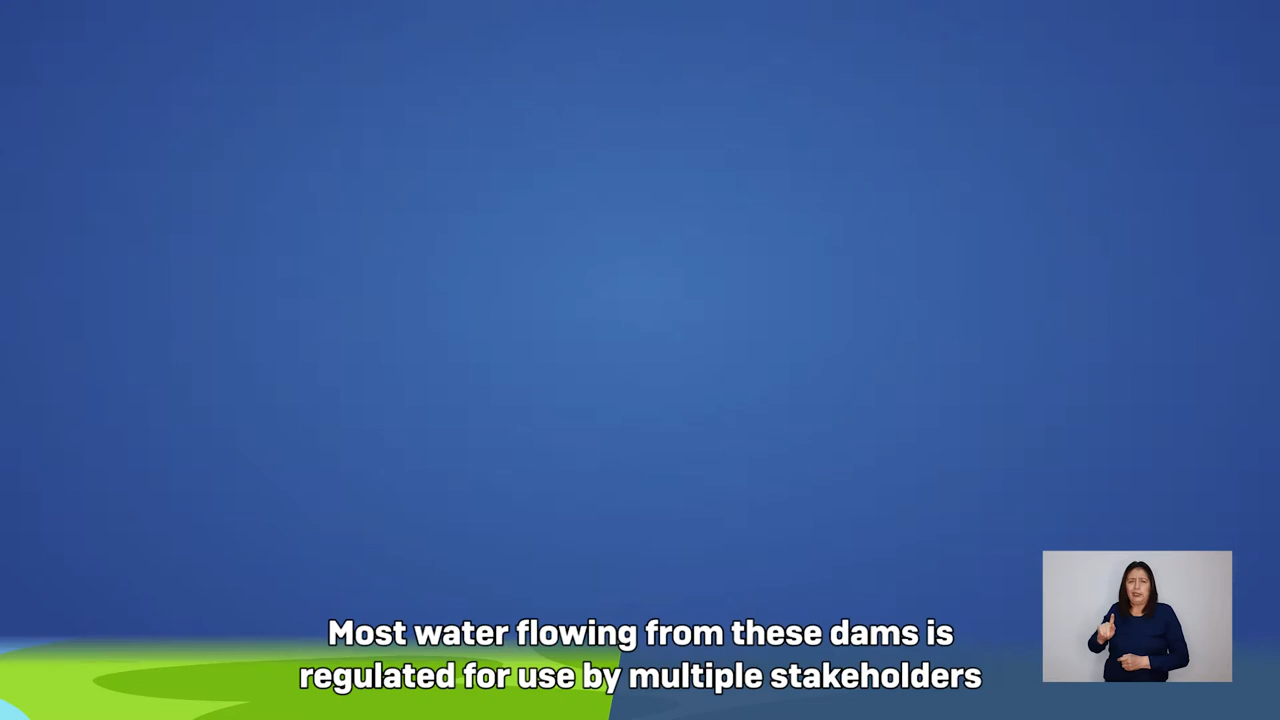 Most water flowing from these dams is
regulated for use by multiple stakeholders